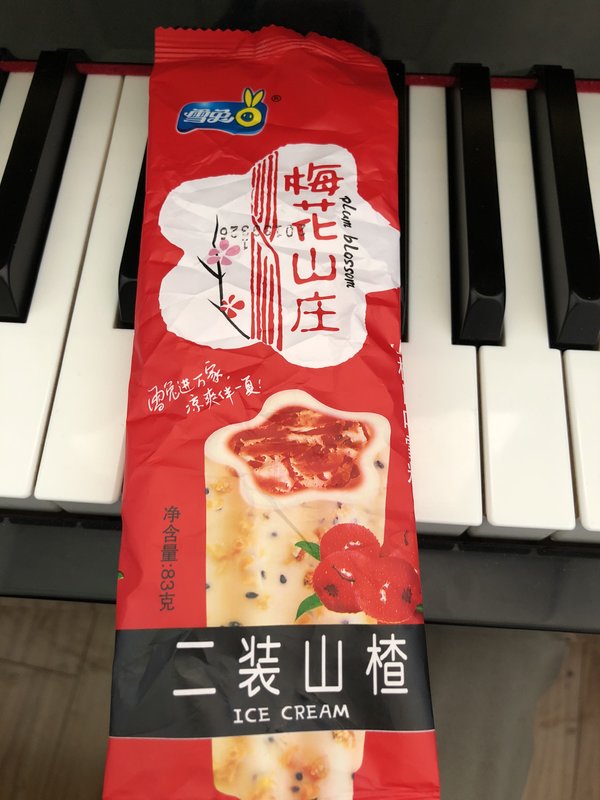 雪兔
®
梅花山庄
plum blossom
雪兔进万家,
凉爽伴一夏!
净含量:83克
二装山楂
ICE CREAM